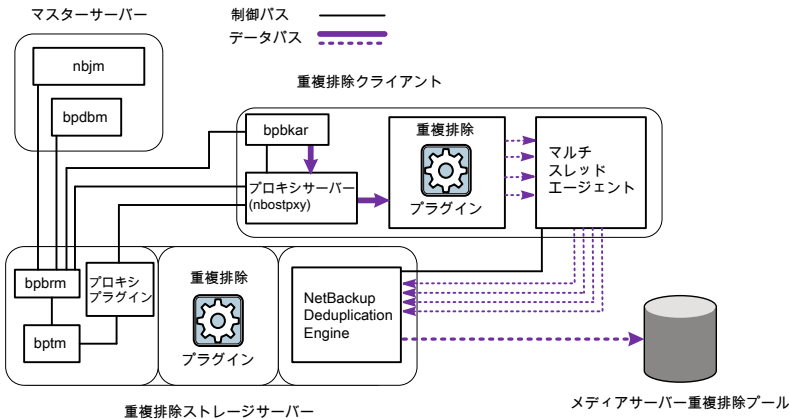 マスターサーバー
制御パス
データパス
nbjm
bpdbm
重複排除クライアント
bpbkar
プロキシサーバー
(nbostpxy)
重複排除
プラグイン
マルチ
スレッド
エージェント
bpbrm
プロキシ
プラグイン
bptm
重複排除
プラグイン
NetBackup
Deduplication
Engine
重複排除ストレージサーバー
メディアサーバー重複排除プール